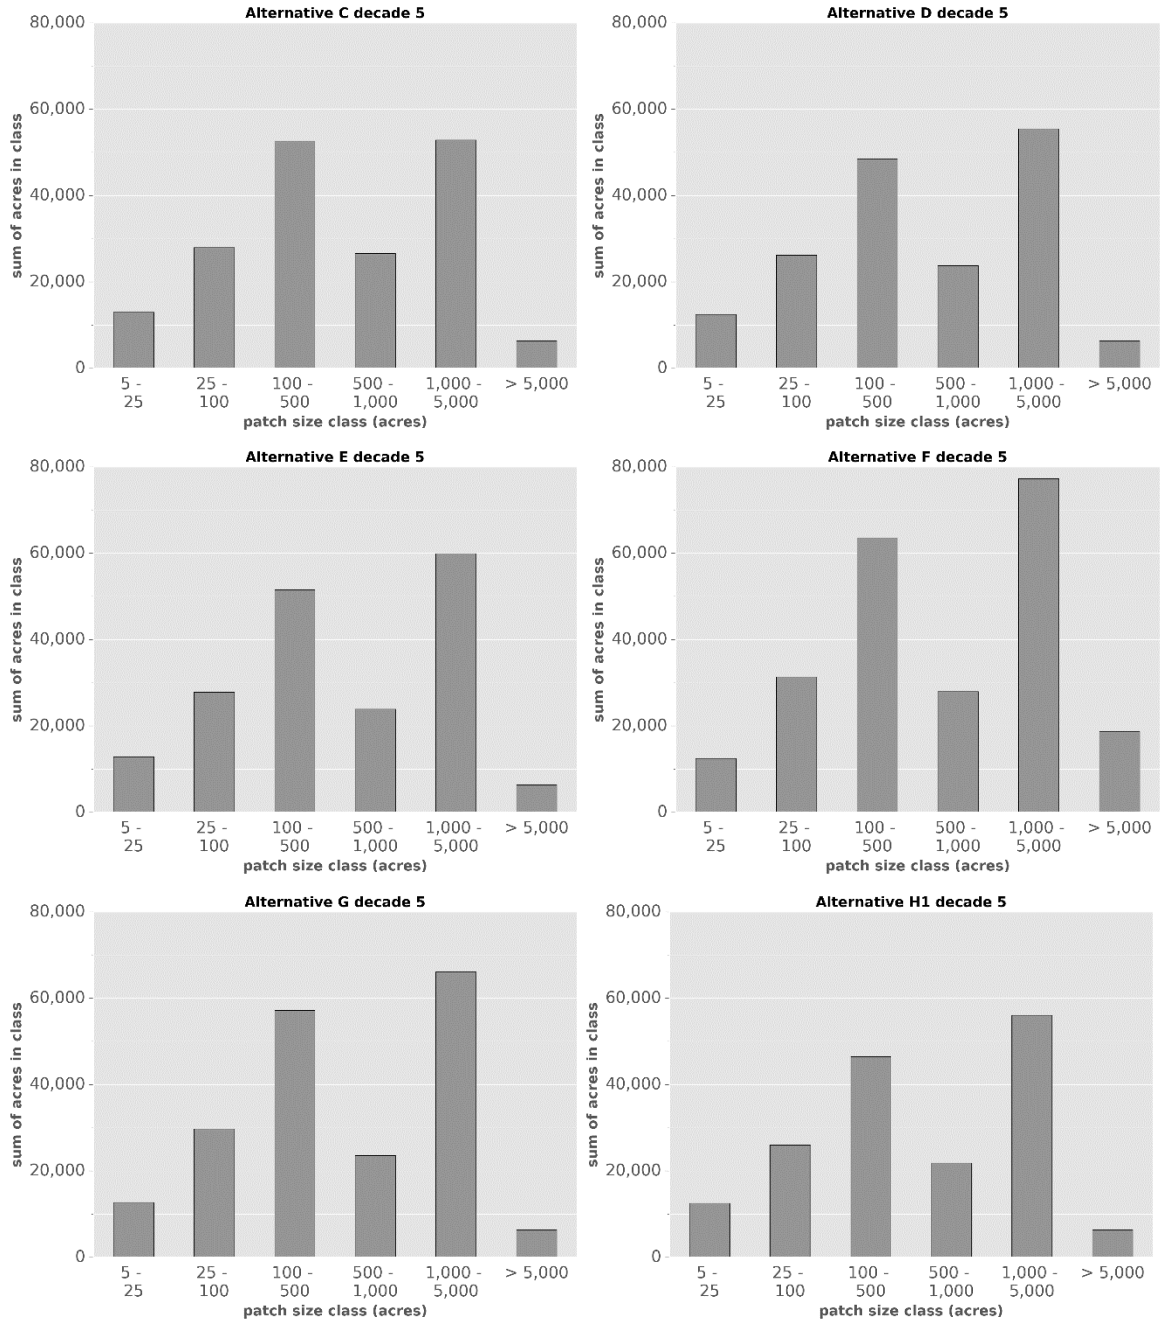 Alternative C decade 5
80,000
60,000
40,000
20,000
0
sum of acres in class
5 - 25 - 100 - 500 - 1,000 - > 5,000
25 100 500 1,000 5,000
patch size class (acres)
Alternative D decade 5
80,000
60,000
40,000
20,000
0
sum of acres in class
5 - 25 - 100 - 500 - 1,000 - > 5,000
25 100 500 1,000 5,000
patch size class (acres)
Alternative E decade 5
80,000
60,000
40,000
20,000
0
sum of acres in class
5 - 25 - 100 - 500 - 1,000 - > 5,000
25 100 500 1,000 5,000
patch size class (acres)
Alternative F decade 5
80,000
60,000
40,000
20,000
0
sum of acres in class
5 - 25 - 100 - 500 - 1,000 - > 5,000
25 100 500 1,000 5,000
patch size class (acres)
Alternative G decade 5
80,000
60,000
40,000
20,000
0
sum of acres in class
5 - 25 - 100 - 500 - 1,000 - > 5,000
25 100 500 1,000 5,000
patch size class (acres)
Alternative H1 decade 5
80,000
60,000
40,000
20,000
0
sum of acres in class
5 - 25 - 100 - 500 - 1,000 - > 5,000
25 100 500 1,000 5,000
patch size class (acres)